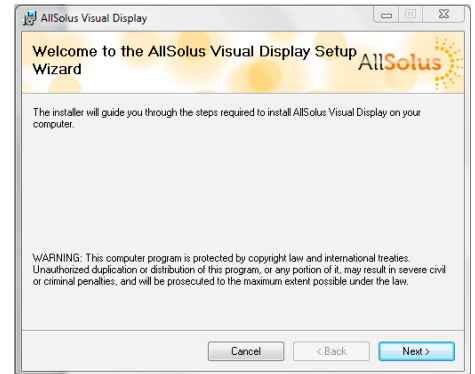 AllSolus Visual Display
Welcome to the AllSolus Visual Display Setup
Wizard
AllSolus
The installer will guide you through the steps required to install AllSolus Visual Display on your
computer.
WARNING: This computer program is protected by copyright law and international treaties.
Unauthorized duplication or distribution of this program, or any portion of it, may result in severe civil
or criminal penalties, and will be prosecuted to the maximum extent possible under the law.
Cancel
< Back
Next >